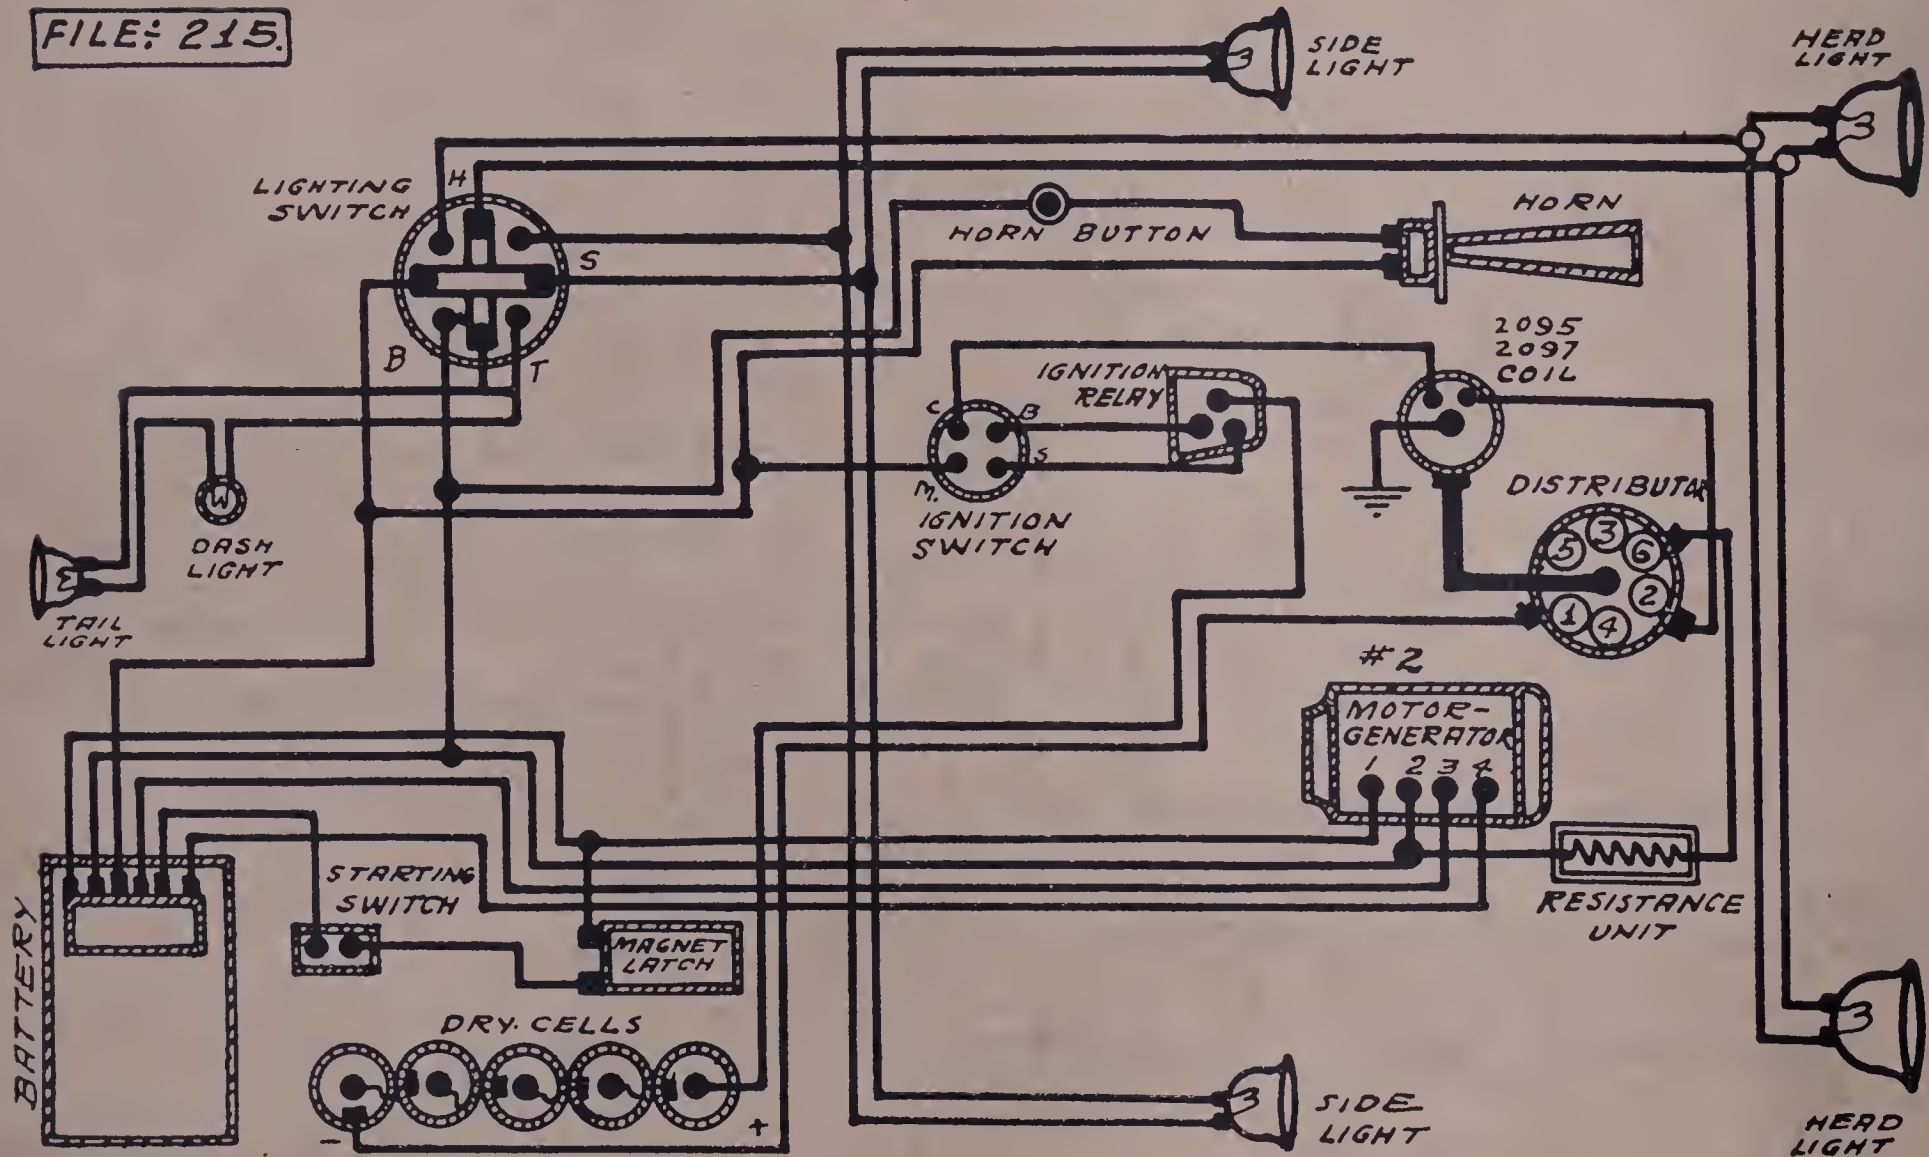 FILE: 215.
SIDE
LIGHT
HEAD
LIGHT
LIGHTING
SWITCH
H
S
B
T
HORN BUTTON
HORN
2095
2097
COIL
IGNITION
RELAY
C
B
M.
S
IGNITION
SWITCH
DISTRIBUTOR
5
3
6
2
1
4
W
DASH
LIGHT
TAIL
LIGHT
#2
MOTOR-
GENERATOR
1 2 3 4
RESISTANCE
UNIT
STARTING
SWITCH
MAGNET
LATCH
BATTERY
DRY. CELLS
- +
SIDE
LIGHT
HEAD
LIGHT